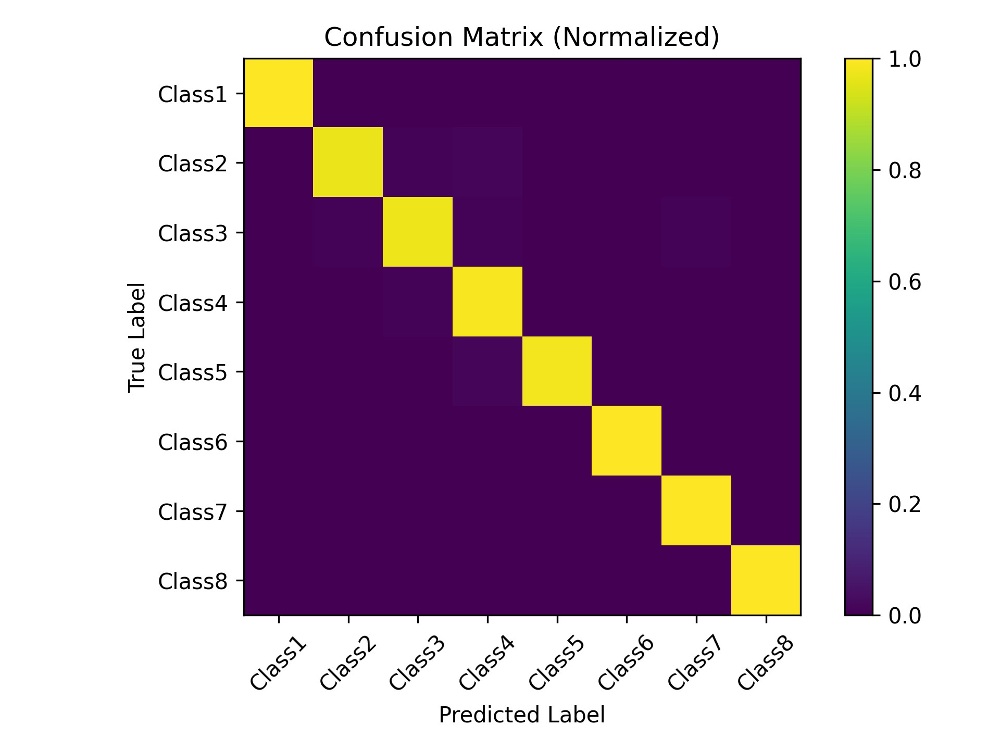 Confusion Matrix (Normalized)
Class1
Class2
Class3
Class4
Class5
Class6
Class7
Class8
True Label
Class1
Class2
Class3
Class4
Class5
Class6
Class7
Class8
Predicted Label
1.0
0.8
0.6
0.4
0.2
0.0